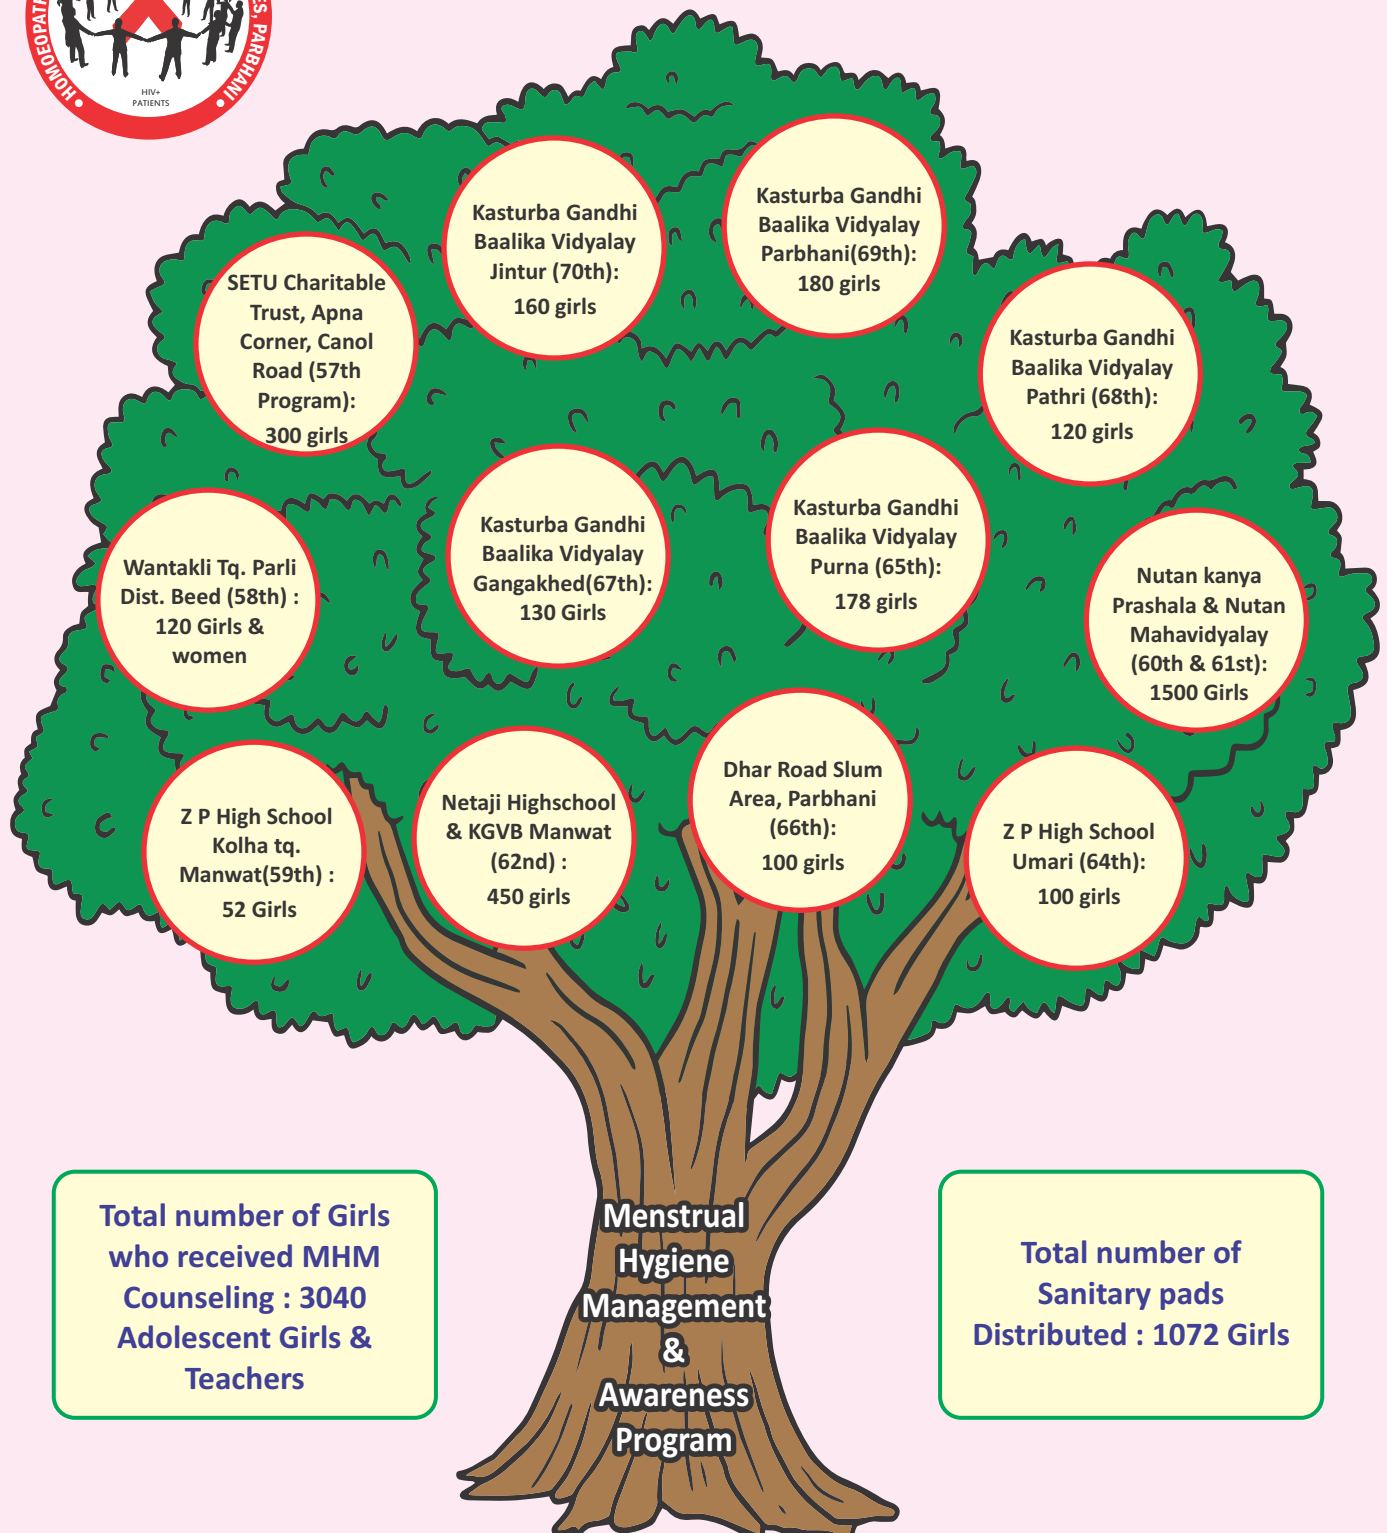 HOMOEOPAT
ES, PARBHANI
HIV+
PATIENTS
Kasturba Gandhi
Baalika Vidyalay
Jintur (70th):
160 girls
Kasturba Gandhi
Baalika Vidyalay
Parbhani(69th):
180 girls
SETU Charitable
Trust, Apna
Corner, Canol
Road (57th
Program):
300 girls
Kasturba Gandhi
Baalika Vidyalay
Pathri (68th):
120 girls
Wantakli Tq. Parli
Dist. Beed (58th) :
120 Girls &
women
Kasturba Gandhi
Baalika Vidyalay
Gangakhed(67th):
130 Girls
Kasturba Gandhi
Baalika Vidyalay
Purna (65th):
178 girls
Nutan kanya
Prashala & Nutan
Mahavidyalay
(60th & 61st):
1500 Girls
Z P High School
Kolha tq.
Manwat(59th) :
52 Girls
Netaji Highschool
& KGVB Manwat
(62nd) :
450 girls
Dhar Road Slum
Area, Parbhani
(66th):
100 girls
Z P High School
Umari (64th):
100 girls
Total number of Girls
who received MHM
Counseling : 3040
Adolescent Girls &
Teachers
Menstrual
Hygiene
Management
&
Awareness
Program
Total number of
Sanitary pads
Distributed : 1072 Girls